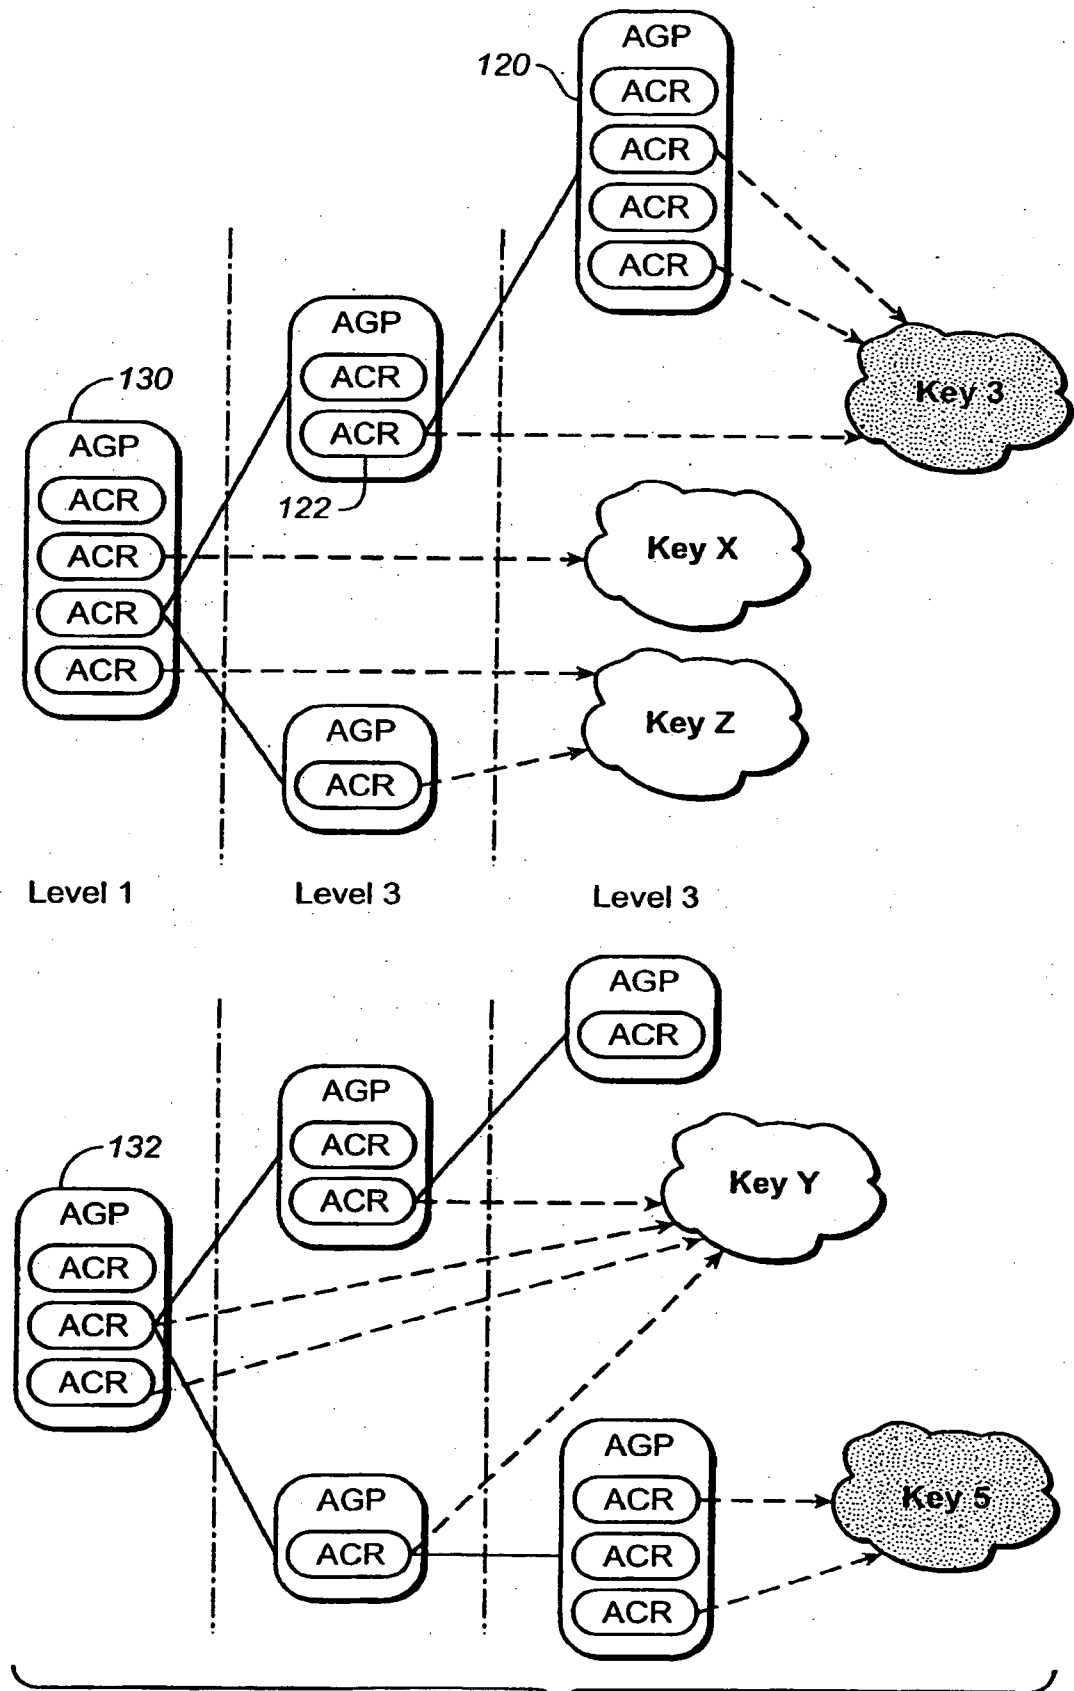 AGP
120
ACR
ACR
ACR
ACR
AGP
ACR
ACR
122
Key 3
130
AGP
ACR
ACR
ACR
ACR
Key X
Key Z
AGP
ACR
Level 1
Level 3
Level 3
AGP
ACR
AGP
ACR
ACR
Key Y
132
AGP
ACR
ACR
ACR
AGP
ACR
AGP
ACR
ACR
ACR
Key 5